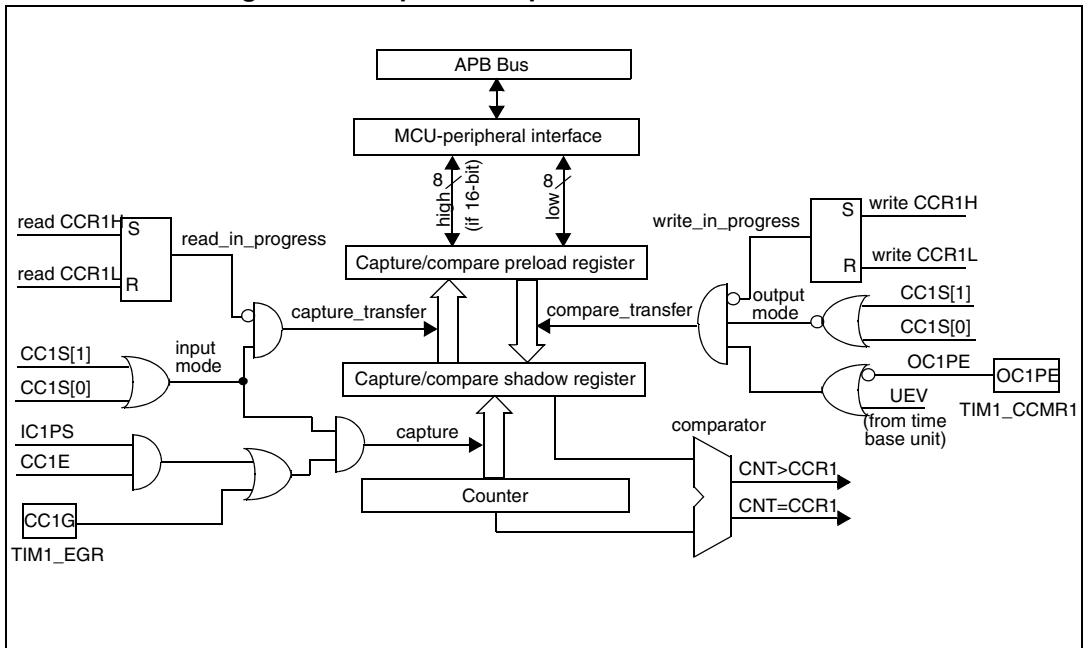 APB Bus
MCU-peripheral interface
8
high
(if 16-bit)
8
low
read CCR1H
S
read_in_progress
read CCR1L
R
write_in_progress
S
write CCR1H
R
write CCR1L
Capture/compare preload register
capture_transfer
compare_transfer
output
mode
CC1S[1]
CC1S[0]
CC1S[1]
input
mode
CC1S[0]
Capture/compare shadow register
OC1PE
OC1PE
UEV
TIM1_CCMR1
(from time
base unit)
IC1PS
CC1E
capture
comparator
CNT>CCR1
Counter
CNT=CCR1
CC1G
TIM1_EGR